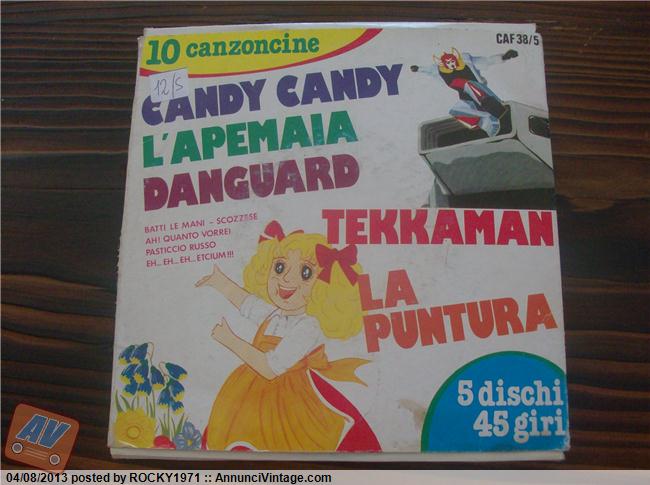 10 canzoncine
CAF 38/5
12/5
CANDY CANDY
L'APEMAIA
DANGUARD
BATTI LE MANI - SCOZZESE
AH! QUANTO VORREI
PASTICCIO RUSSO
EH... EH... EH... ETCIUM!!!
TEKKAMAN
LA
PUNTURA
5 dischi
45 giri
AV
04/08/2013 posted by ROCKY1971 :: AnnunciVintage.com